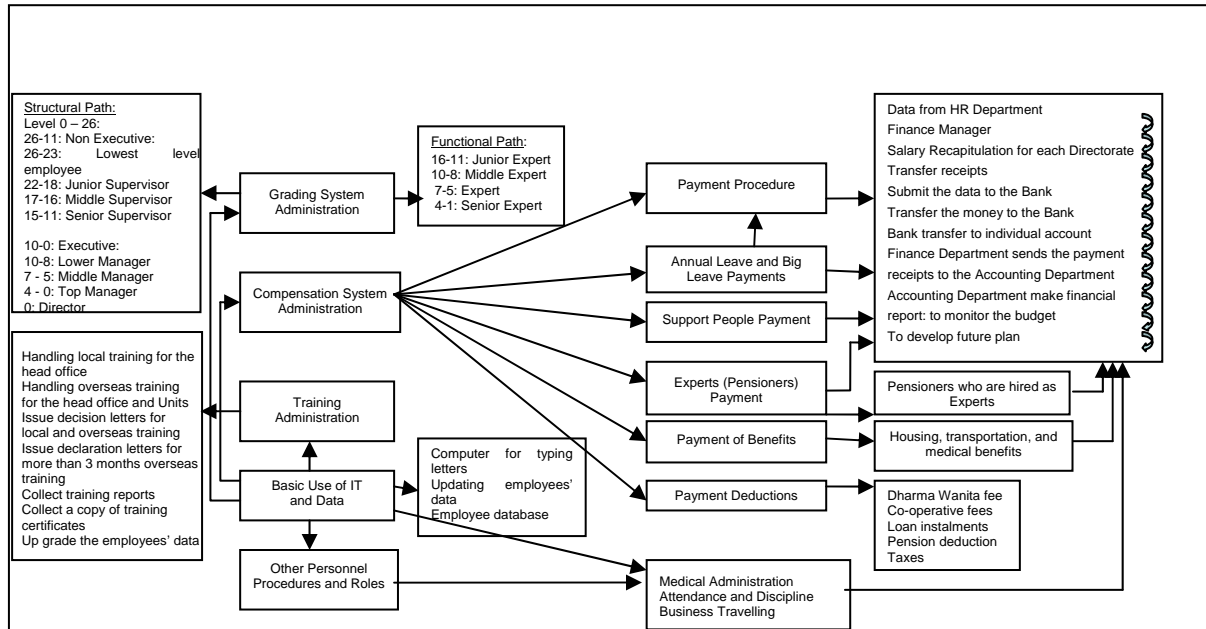 Structural Path:
Level 0 – 26:
26-11: Non Executive:
26-23: Lowest level
employee
22-18: Junior Supervisor
17-16: Middle Supervisor
15-11: Senior Supervisor
10-0: Executive:
10-8: Lower Manager
7 - 5: Middle Manager
4 - 0: Top Manager
0: Director
Handling local training for the
head office
Handling overseas training
for the head office and Units
Issue decision letters for
local and overseas training
Issue declaration letters for
more than 3 months overseas
training
Collect training reports
Collect a copy of training
certificates
Up grade the employees’ data
Grading System
Administration
Compensation System
Administration
Training
Administration
Basic Use of IT
and Data
Other Personnel
Procedures and Roles
Functional Path:
16-11: Junior Expert
10-8: Middle Expert
7-5: Expert
4-1: Senior Expert
Computer for typing
letters
Updating employees’
data
Employee database
Payment Procedure
Annual Leave and Big
Leave Payments
Support People Payment
Experts (Pensioners)
Payment
Payment of Benefits
Payment Deductions
Medical Administration
Attendance and Discipline
Business Travelling
Data from HR Department
Finance Manager
Salary Recapitulation for each Directorate
Transfer receipts
Submit the data to the Bank
Transfer the money to the Bank
Bank transfer to individual account
Finance Department sends the payment
receipts to the Accounting Department
Accounting Department make financial
report: to monitor the budget
To develop future plan
Pensioners who are hired as
Experts
Housing, transportation, and
medical benefits
Dharma Wanita fee
Co-operative fees
Loan instalments
Pension deduction
Taxes